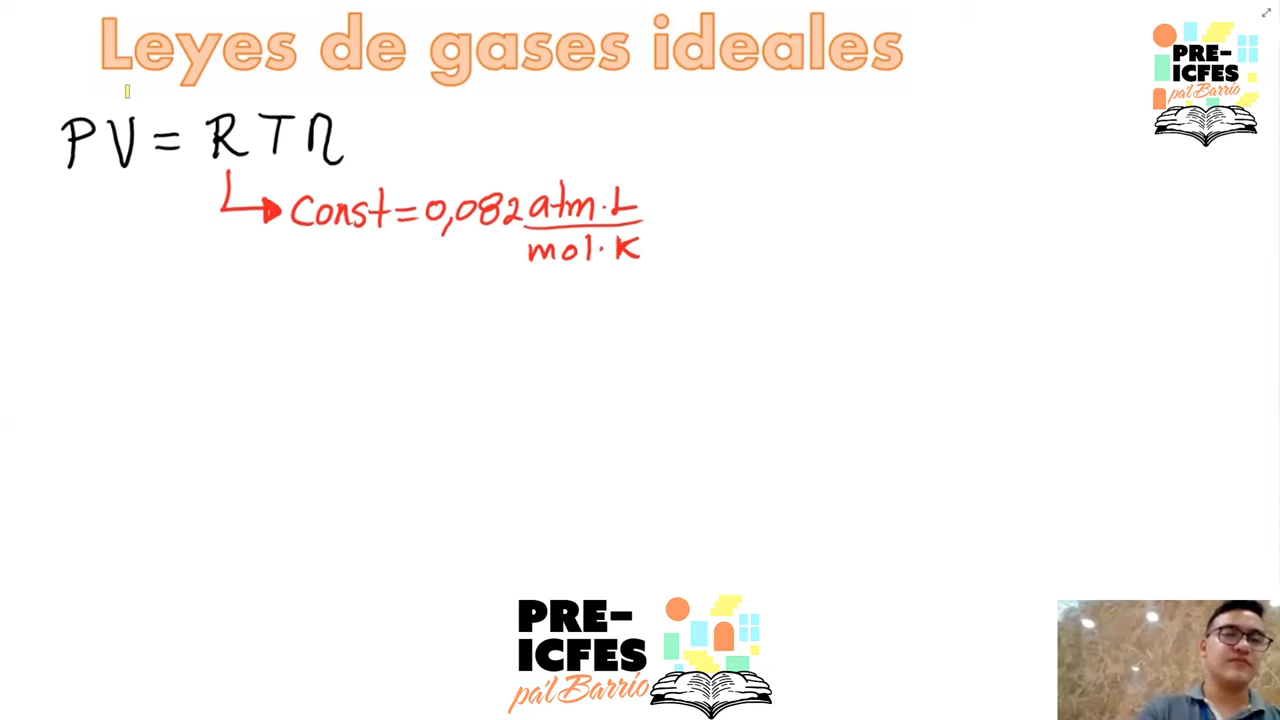 Leyes de gases ideales
PRE-
ICFES
pa'l Barrio
PV = RTn
Const = 0,082 atm·L
mol·K
PRE-
ICFES
pa'l Barrio